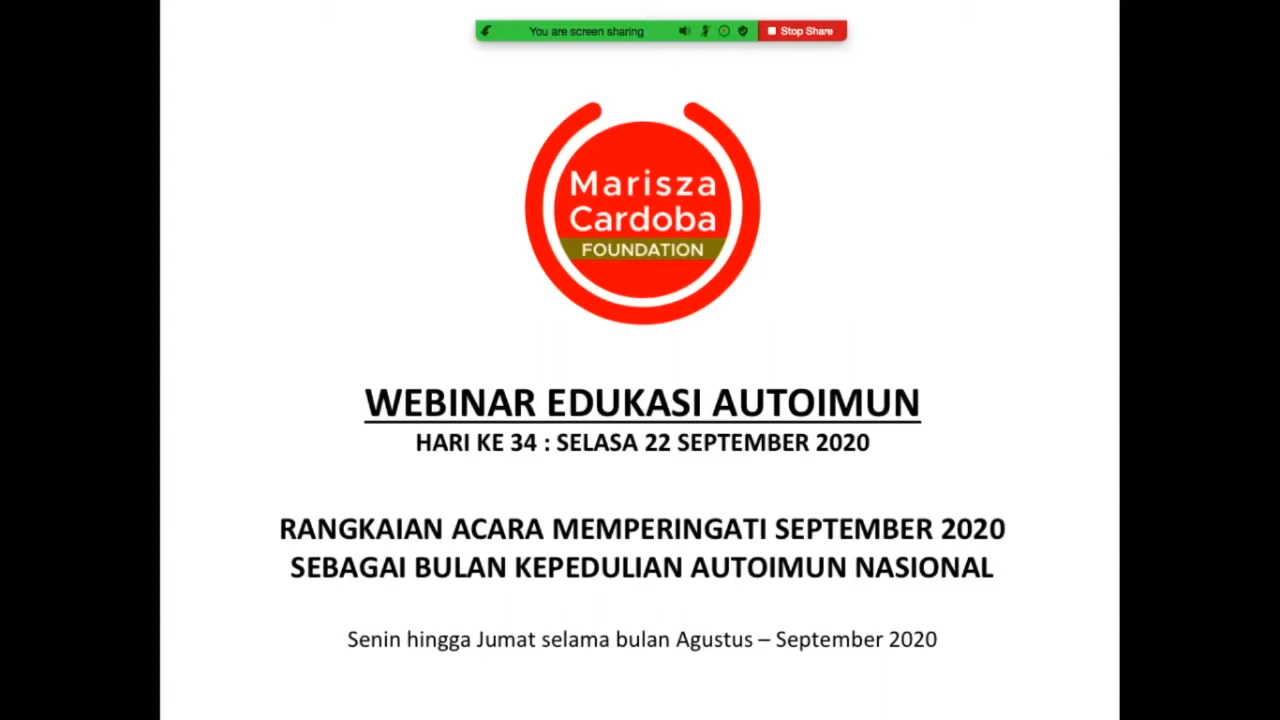 You are screen sharing
Stop Share
Marisza
Cardoba
FOUNDATION
WEBINAR EDUKASI AUTOIMUN
HARI KE 34 : SELASA 22 SEPTEMBER 2020
RANGKAIAN ACARA MEMPERINGATI SEPTEMBER 2020
SEBAGAI BULAN KEPEDULIAN AUTOIMUN NASIONAL
Senin hingga Jumat selama bulan Agustus – September 2020